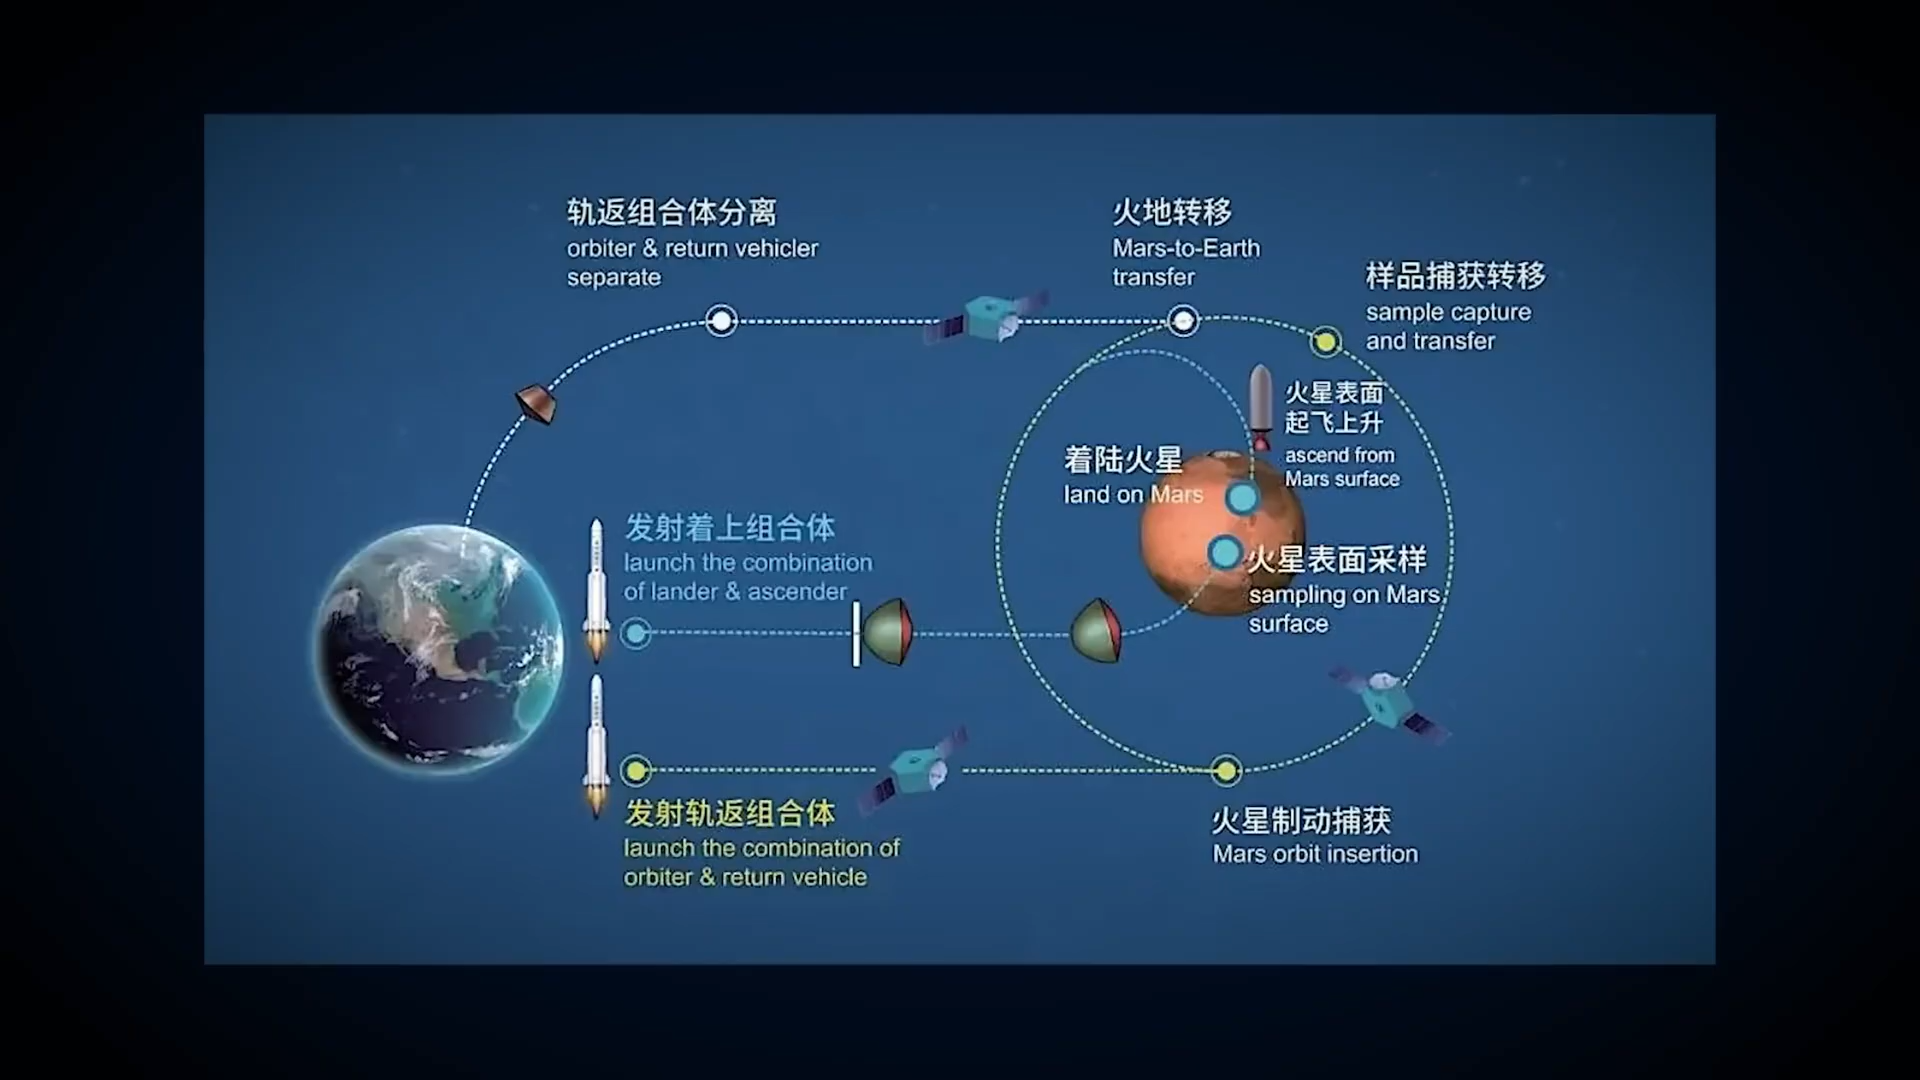 轨返组合体分离
orbiter & return vehicler
separate
火地转移
Mars-to-Earth
transfer
样品捕获转移
sample capture
and transfer
火星表面
起飞上升
ascend from
Mars surface
着陆火星
land on Mars
发射着上组合体
launch the combination
of lander & ascender
火星表面采样
sampling on Mars
surface
发射轨返组合体
launch the combination of
orbiter & return vehicle
火星制动捕获
Mars orbit insertion